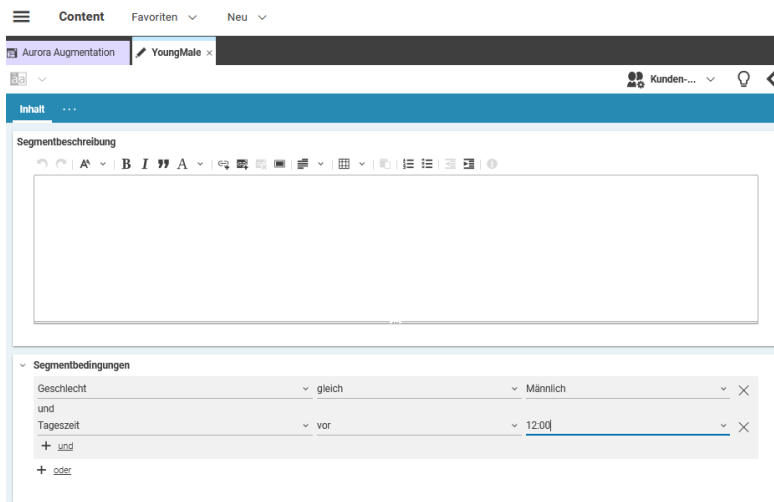 Content Favoriten Neu
Aurora Augmentation YoungMale ×
Kunden-...
Inhalt ...
Segmentbeschreibung
Segmentbedingungen
Geschlecht gleich Männlich
und
Tageszeit vor 12:00
+ und
+ oder